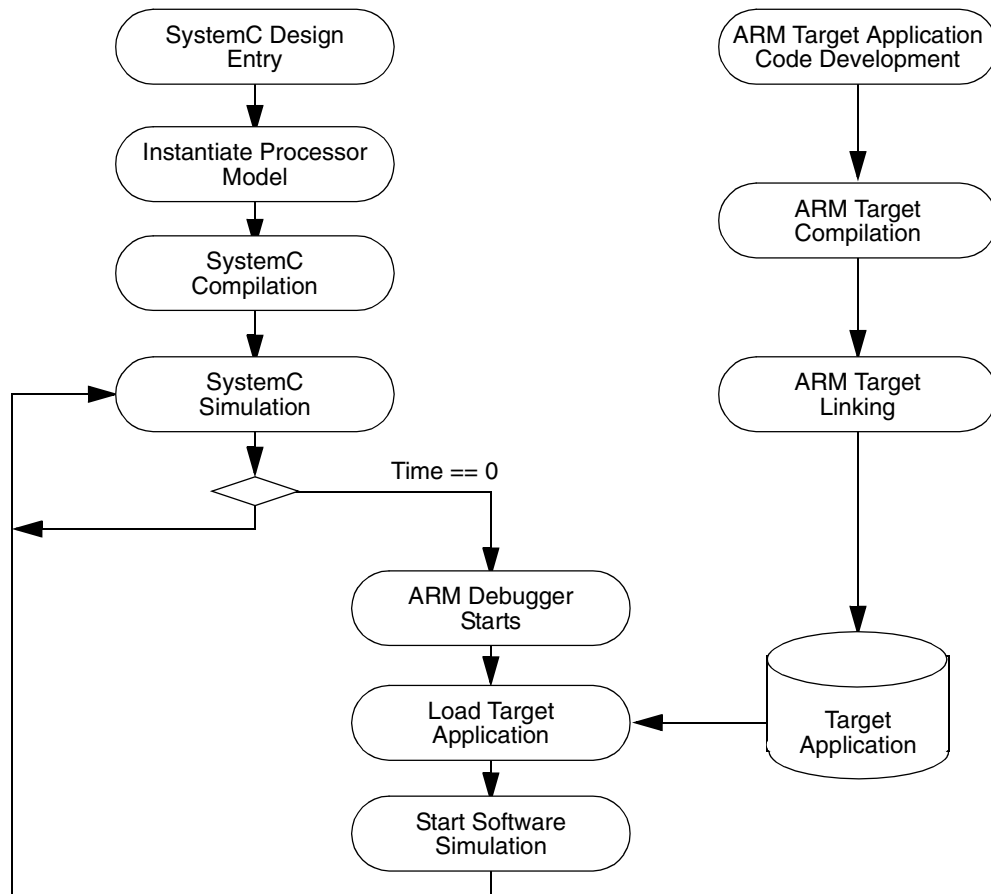 SystemC Design
Entry
ARM Target Application
Code Development
Instantiate Processor
Model
ARM Target
Compilation
SystemC
Compilation
SystemC
Simulation
ARM Target
Linking
Time == 0
ARM Debugger
Starts
Load Target
Application
Target
Application
Start Software
Simulation